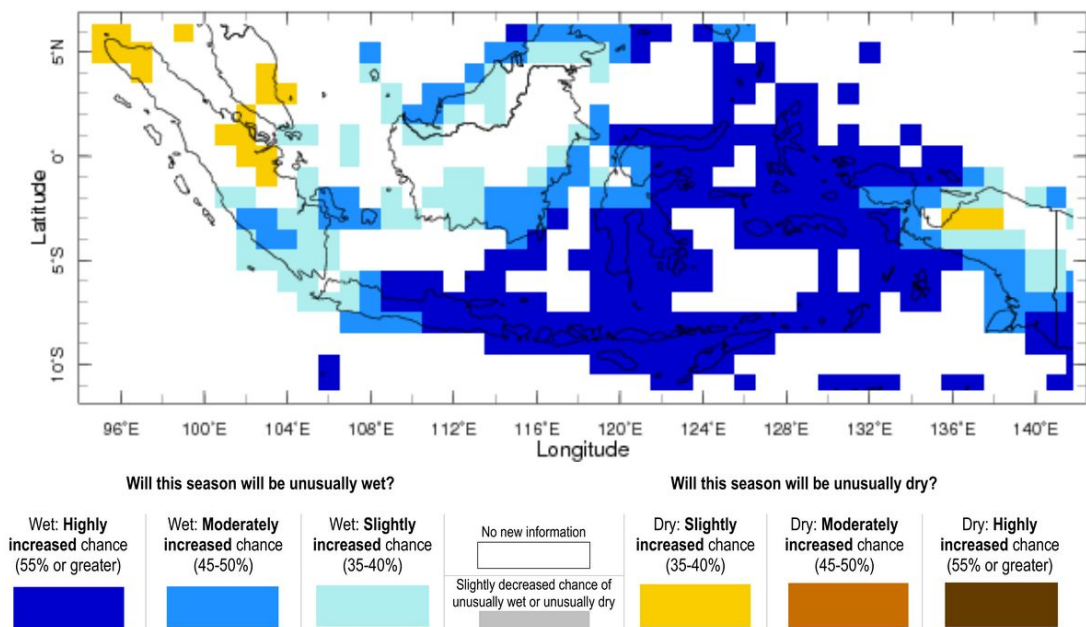 5°N
0°
5°S
10°S
Latitude
96°E 100°E 104°E 108°E 112°E 116°E 120°E 124°E 128°E 132°E 136°E 140°E
Longitude
Will this season will be unusually wet?
Will this season will be unusually dry?
Wet: Highly
increased chance
(55% or greater)
Wet: Moderately
increased chance
(45-50%)
Wet: Slightly
increased chance
(35-40%)
No new information
Slightly decreased chance of
unusually wet or unusually dry
Dry: Slightly
increased chance
(35-40%)
Dry: Moderately
increased chance
(45-50%)
Dry: Highly
increased chance
(55% or greater)